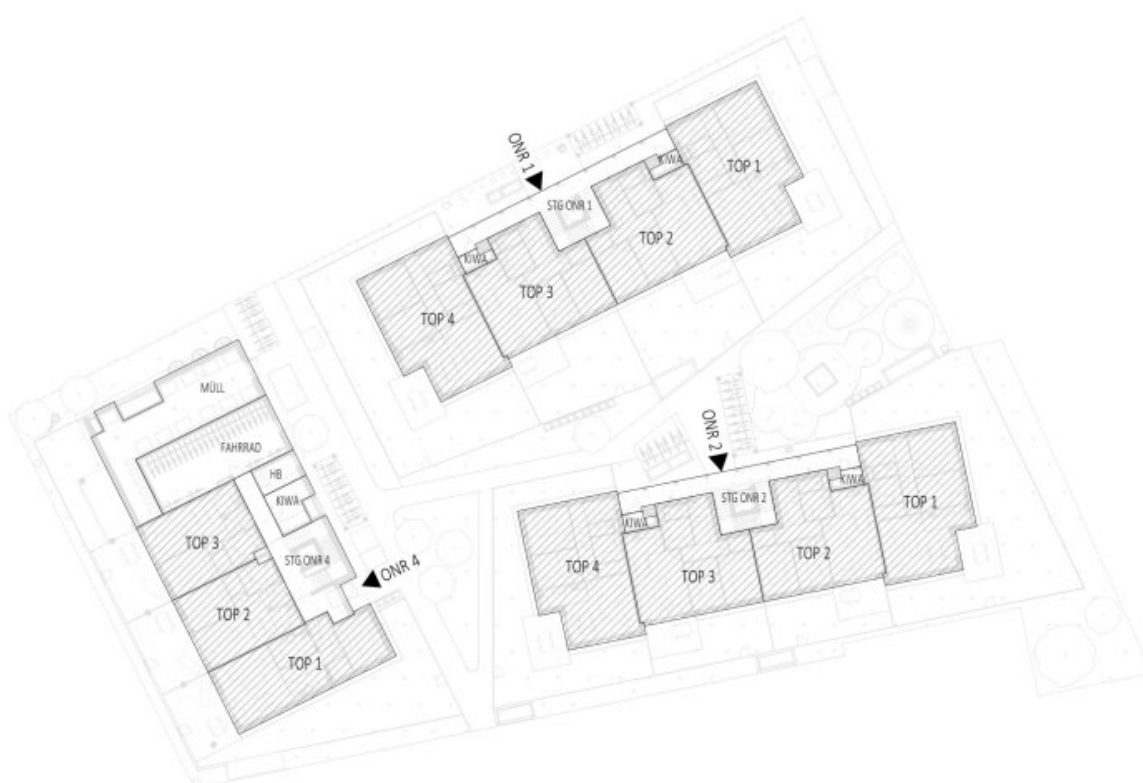 ONR 1
TOP 1
KIWA
STG ONR 1
TOP 2
KIWA
TOP 3
TOP 4
MÜLL
FAHRRAD
HB
KIWA
TOP 3
STG ONR 4
ONR 4
TOP 2
TOP 1
ONR 2
KIWA
STG ONR 2
TOP 1
KIWA
TOP 2
TOP 4
TOP 3